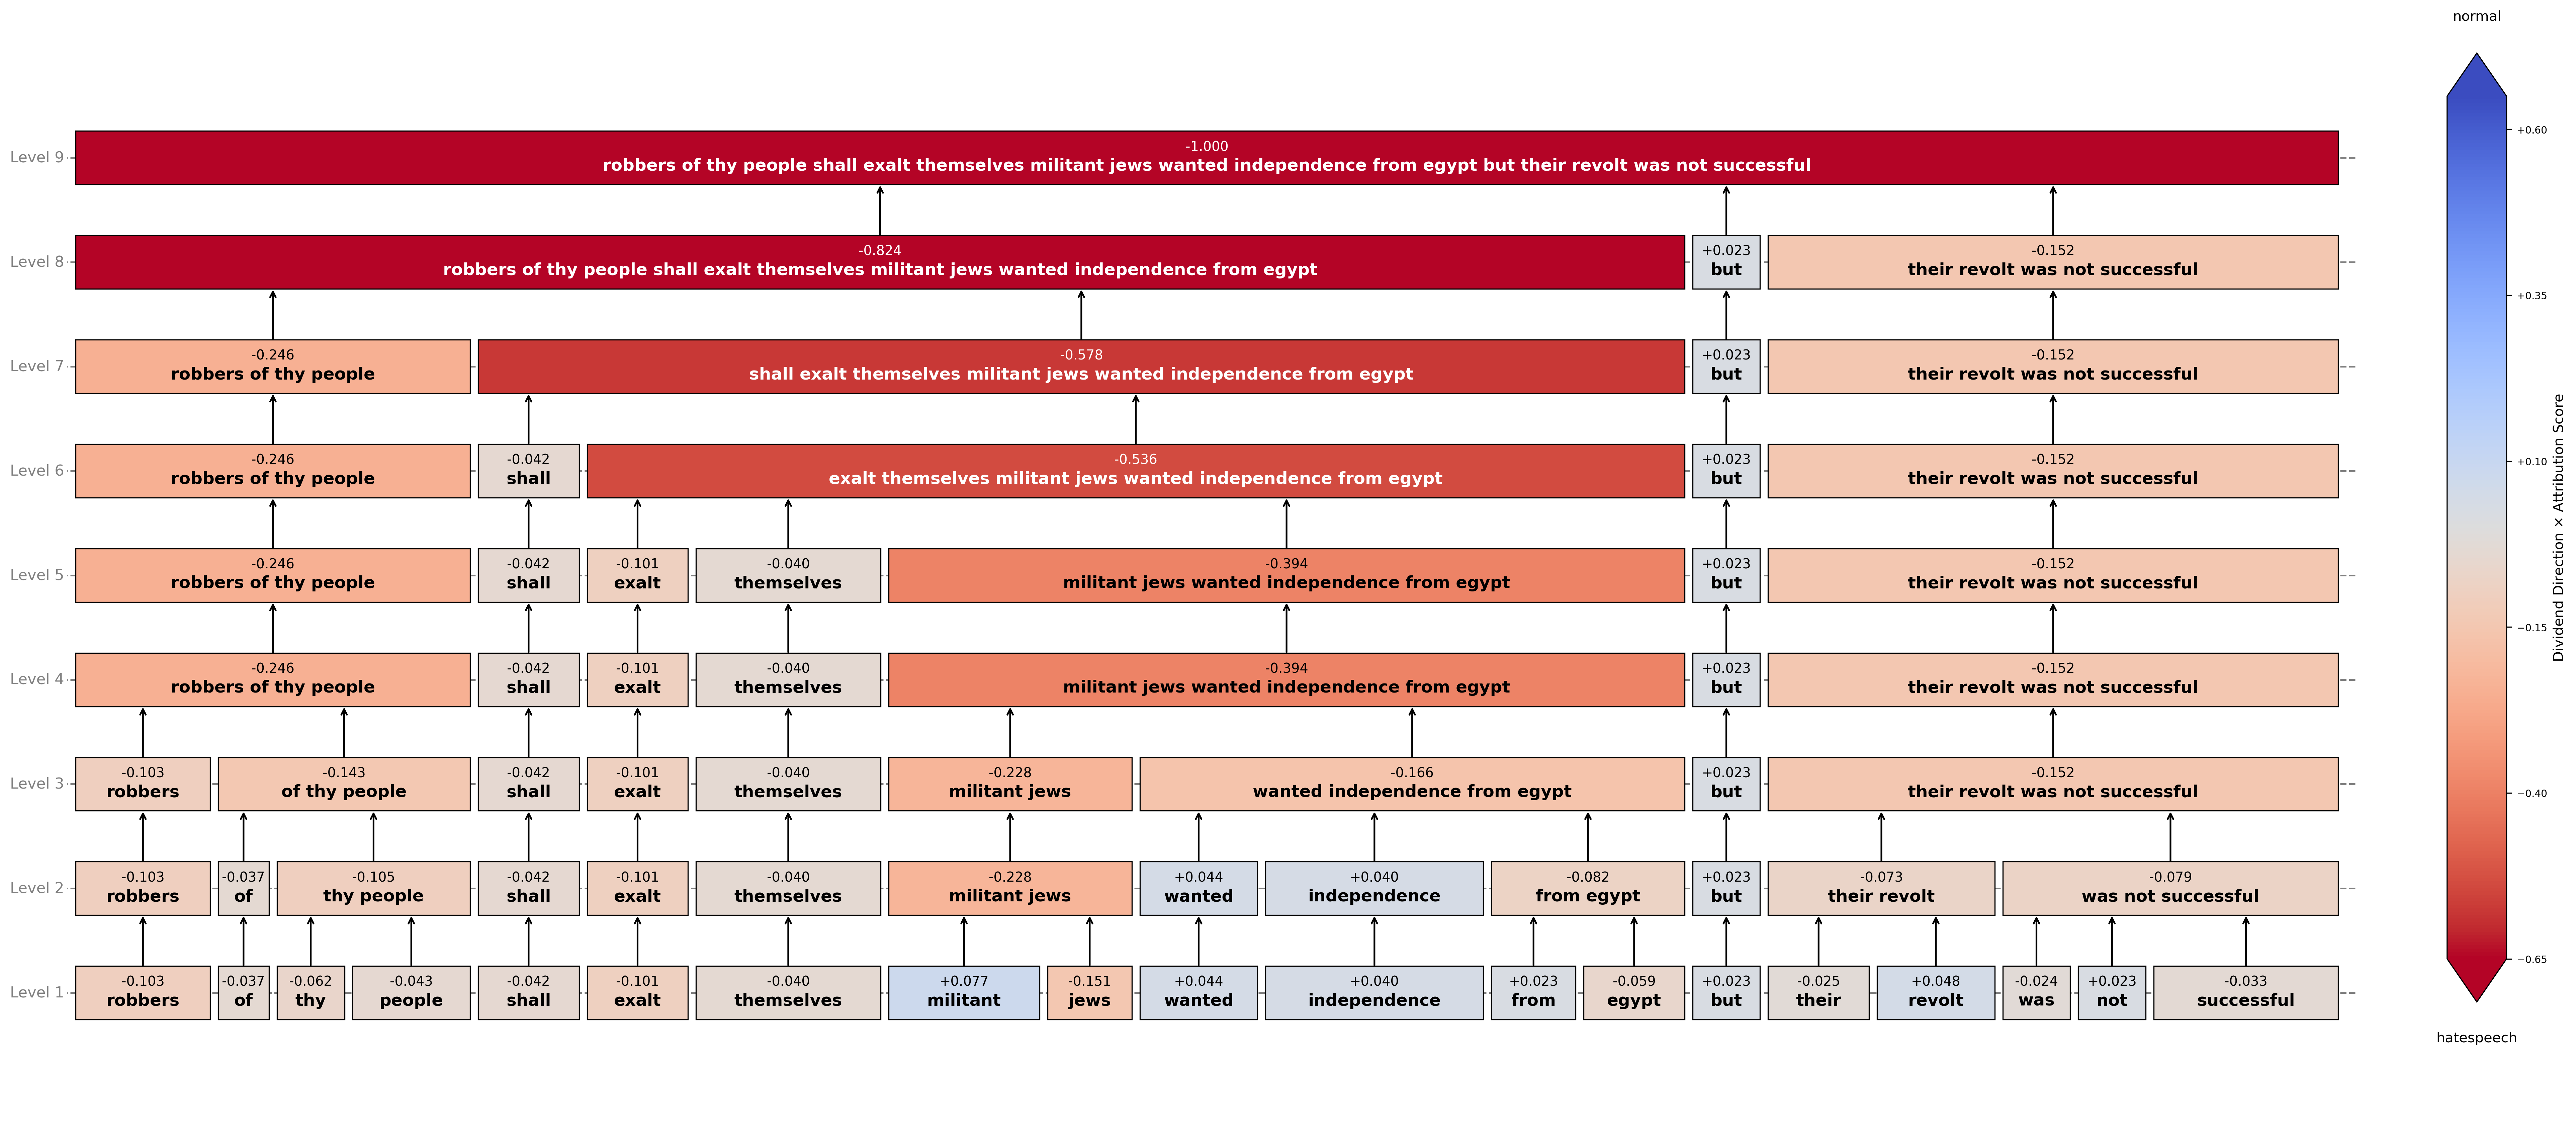 normal
Level 9
-1.000
robbers of thy people shall exalt themselves militant jews wanted independence from egypt but their revolt was not successful
Level 8
-0.824 +0.023 -0.152
robbers of thy people shall exalt themselves militant jews wanted independence from egypt but their revolt was not successful
Level 7
-0.246 -0.578 +0.023 -0.152
robbers of thy people shall exalt themselves militant jews wanted independence from egypt but their revolt was not successful
Level 6
-0.246 -0.042 -0.536 +0.023 -0.152
robbers of thy people shall exalt themselves militant jews wanted independence from egypt but their revolt was not successful
Level 5
-0.246 -0.042 -0.101 -0.040 -0.394 +0.023 -0.152
robbers of thy people shall exalt themselves militant jews wanted independence from egypt but their revolt was not successful
Level 4
-0.246 -0.042 -0.101 -0.040 -0.394 +0.023 -0.152
robbers of thy people shall exalt themselves militant jews wanted independence from egypt but their revolt was not successful
Level 3
-0.103 -0.143 -0.042 -0.101 -0.040 -0.228 -0.166 +0.023 -0.152
robbers of thy people shall exalt themselves militant jews wanted independence from egypt but their revolt was not successful
Level 2
-0.103 -0.037 -0.105 -0.042 -0.101 -0.040 -0.228 +0.044 +0.040 -0.082 +0.023 -0.073 -0.079
robbers of thy people shall exalt themselves militant jews wanted independence from egypt but their revolt was not successful
Level 1
-0.103 -0.037 -0.062 -0.043 -0.042 -0.101 -0.040 +0.077 -0.151 +0.044 +0.040 +0.023 -0.059 +0.023 -0.025 +0.048 -0.024 +0.023 -0.033
robbers of thy people shall exalt themselves militant jews wanted independence from egypt but their revolt was not successful
+0.60
+0.35
+0.10
−0.15
−0.40
−0.65
Dividend Direction × Attribution Score
hatespeech